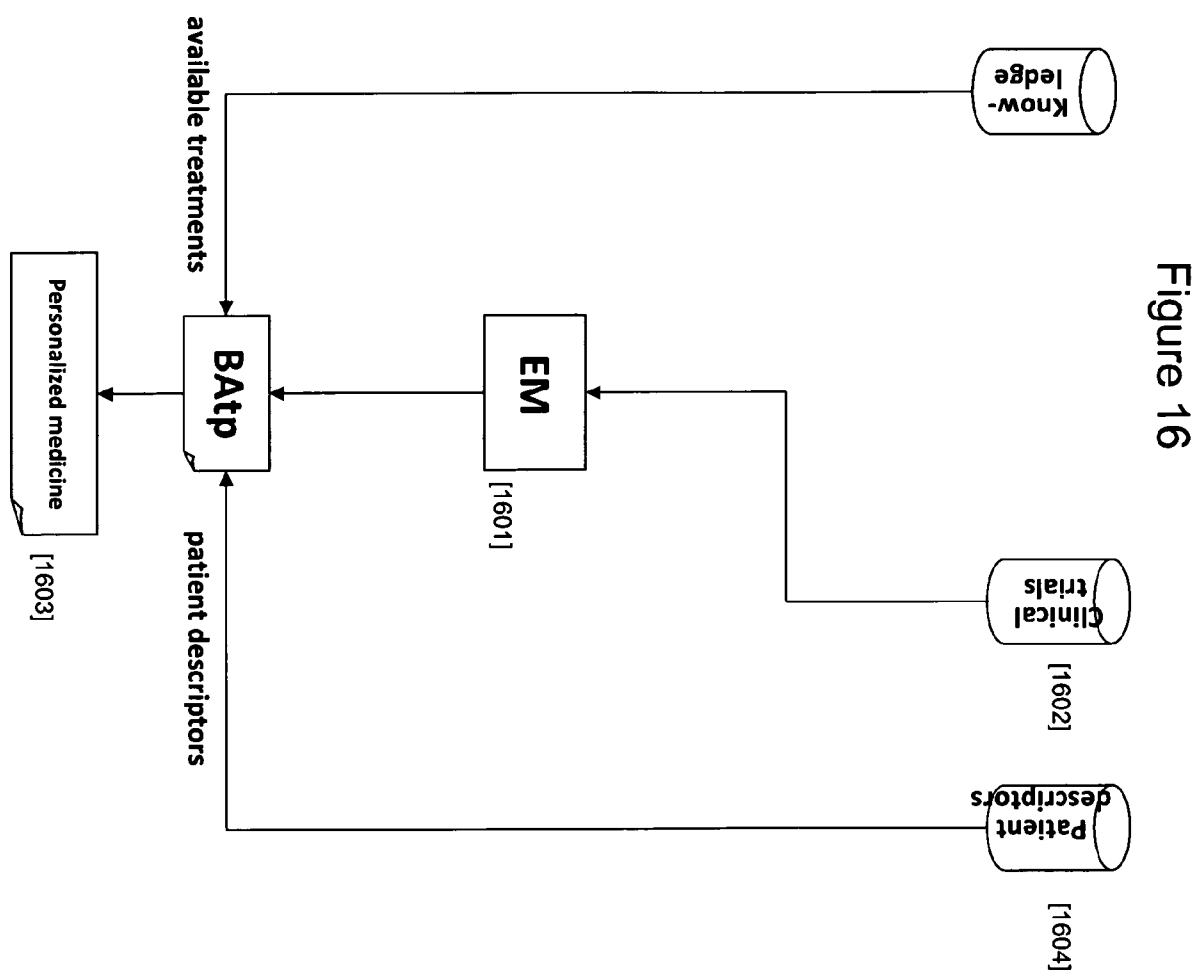 Figure 16
Know-
ledge
Clinical
trials
[1602]
Patient
descriptors
[1604]
EM
[1601]
available treatments
BAtp
patient descriptors
Personalized medicine
[1603]